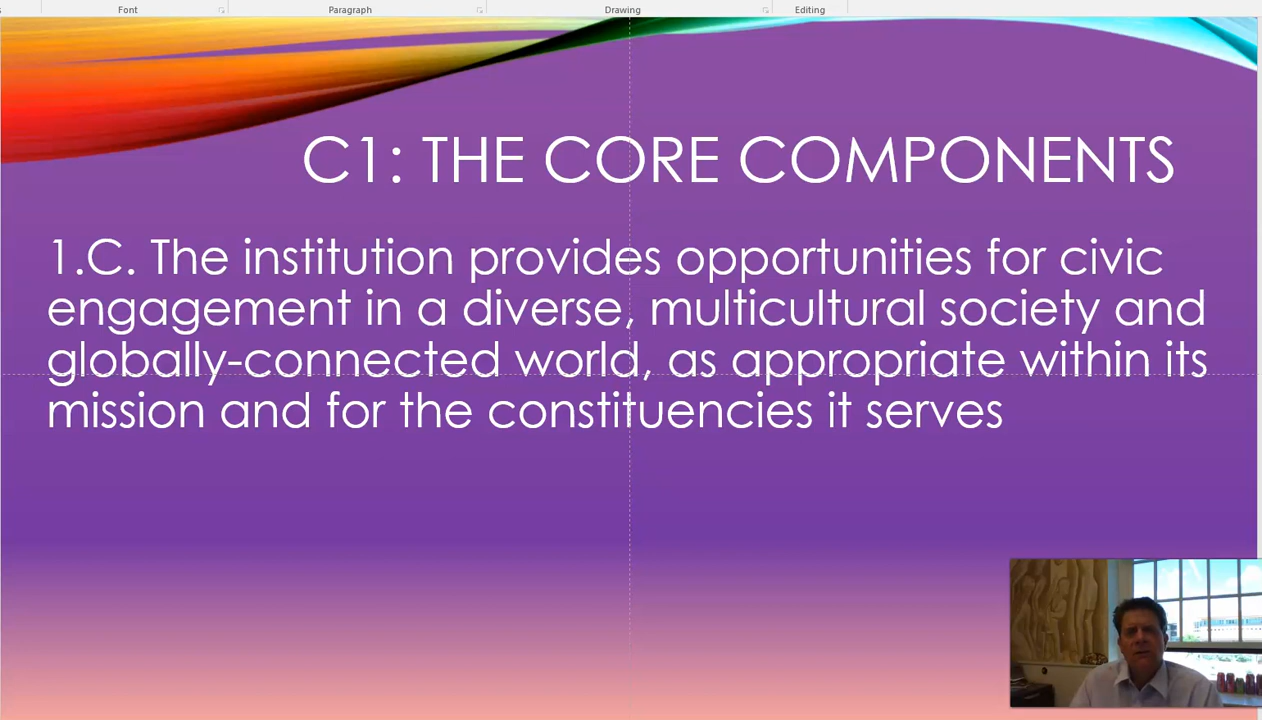 Font Paragraph Drawing Editing
C1: THE CORE COMPONENTS
1.C. The institution provides opportunities for civic
engagement in a diverse, multicultural society and
globally-connected world, as appropriate within its
mission and for the constituencies it serves